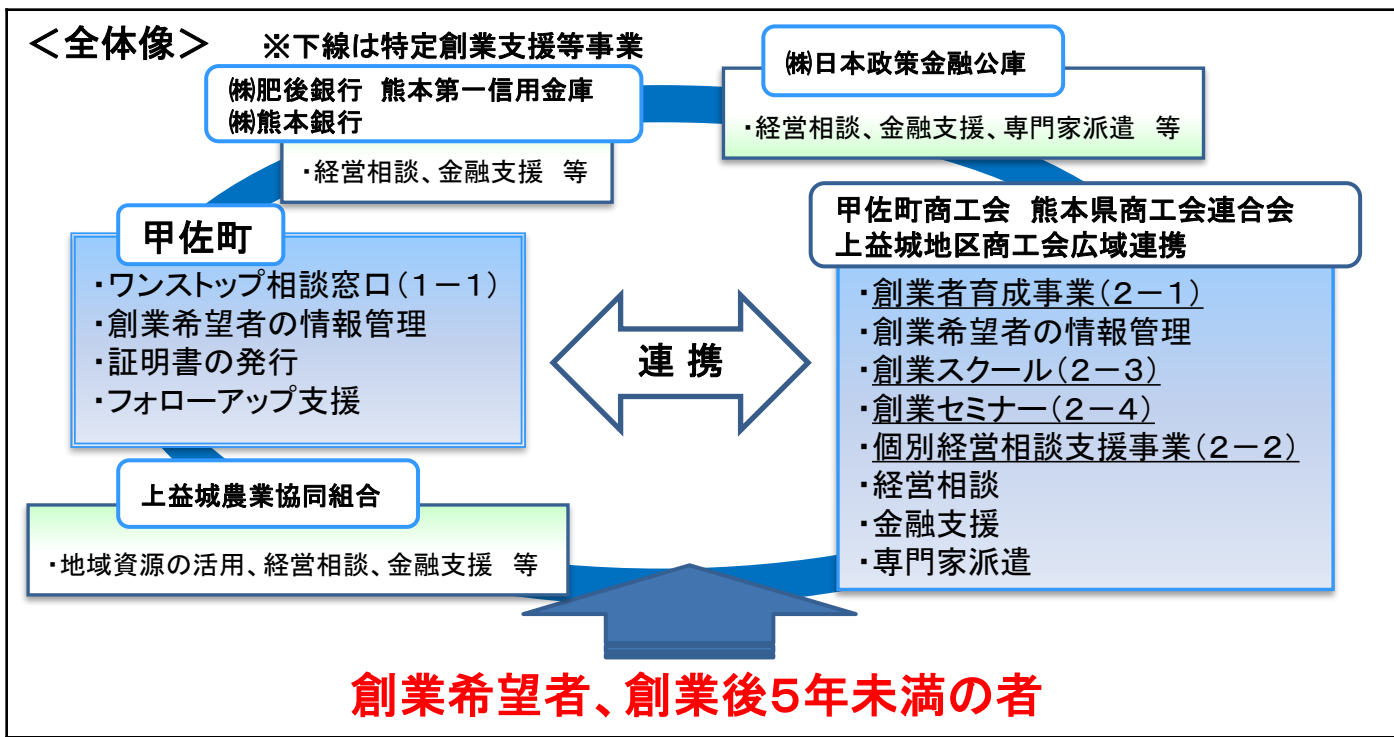 ＜全体像＞　※下線は特定創業支援等事業
㈱肥後銀行　熊本第一信用金庫
㈱熊本銀行
・経営相談、金融支援　等
㈱日本政策金融公庫
・経営相談、金融支援、専門家派遣　等
甲佐町
・ワンストップ相談窓口（１－１）
・創業希望者の情報管理
・証明書の発行
・フォローアップ支援
連 携
甲佐町商工会　熊本県商工会連合会
上益城地区商工会広域連携
・創業者育成事業（２－１）
・創業希望者の情報管理
・創業スクール（２－３）
・創業セミナー（２－４）
・個別経営相談支援事業（２－２）
・経営相談
・金融支援
・専門家派遣
上益城農業協同組合
・地域資源の活用、経営相談、金融支援　等
創業希望者、創業後５年未満の者